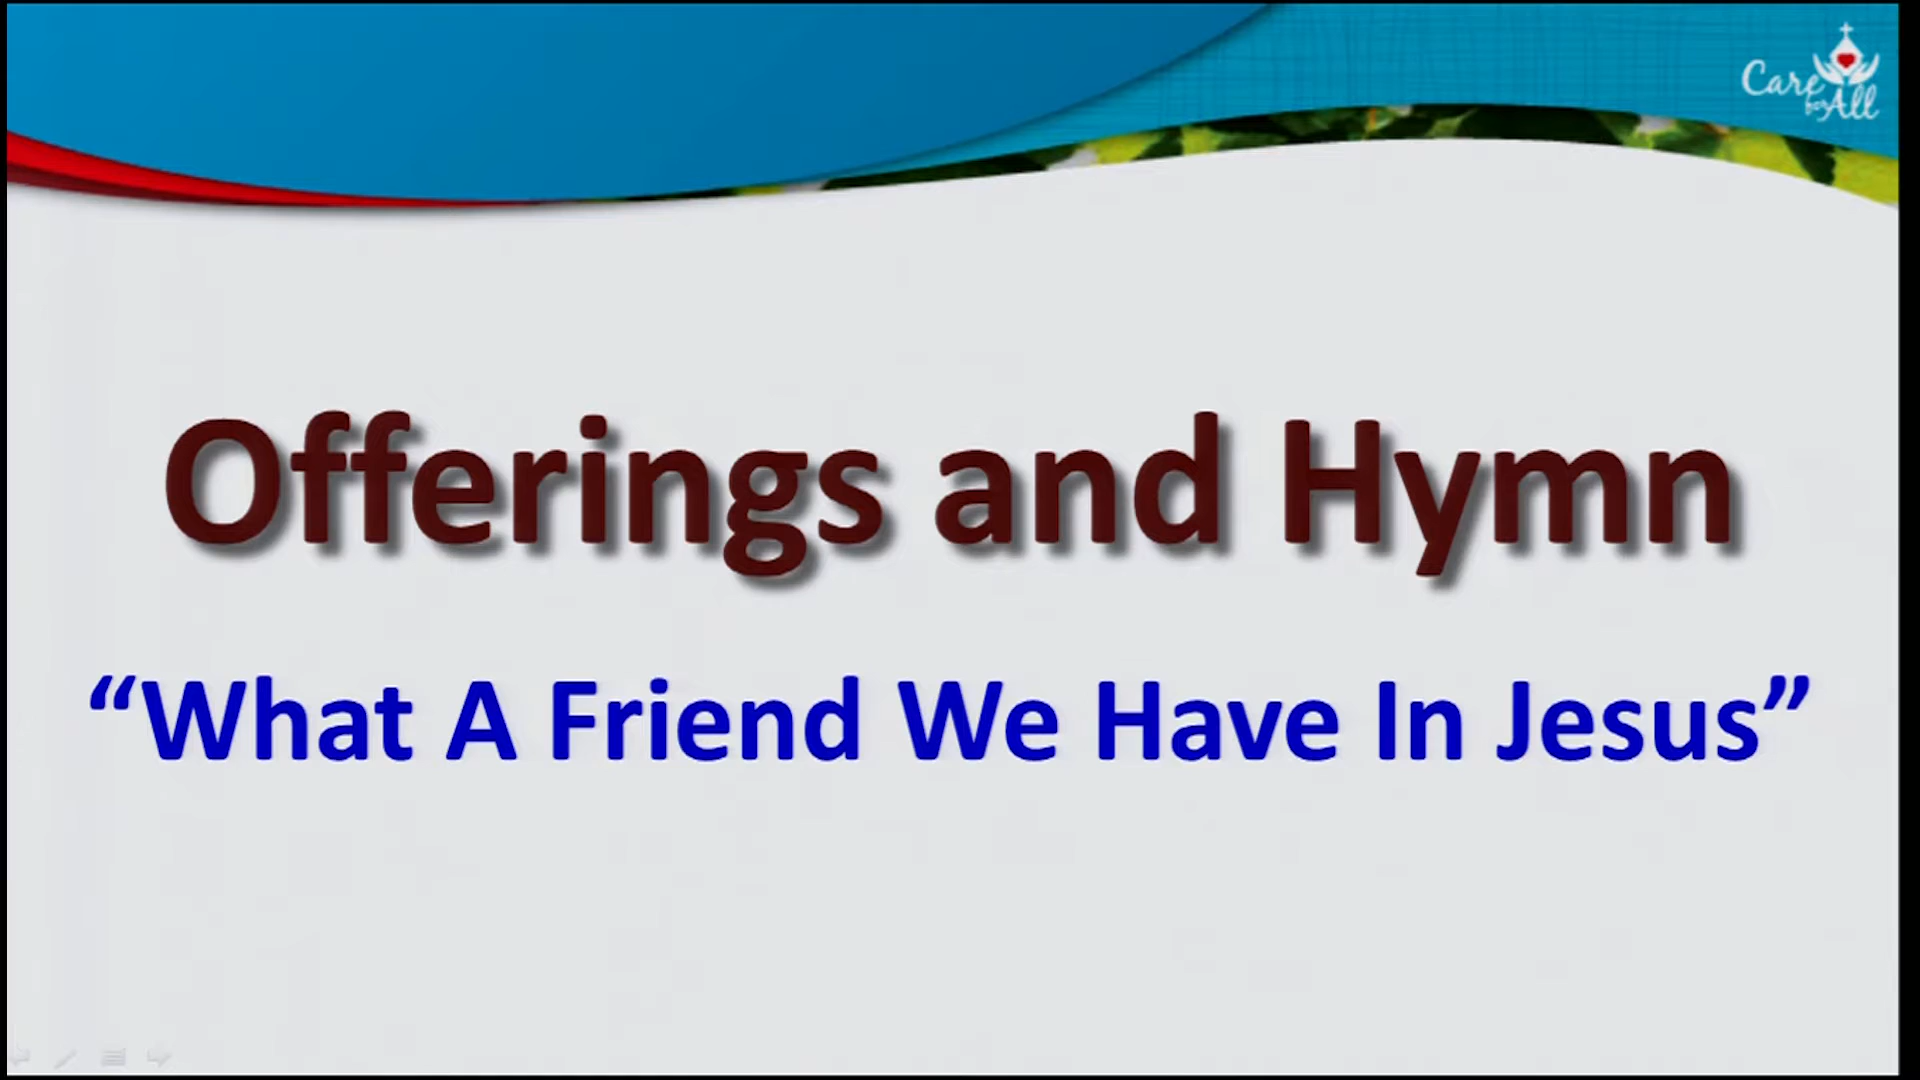 Care
for All
Offerings and Hymn
“What A Friend We Have In Jesus”